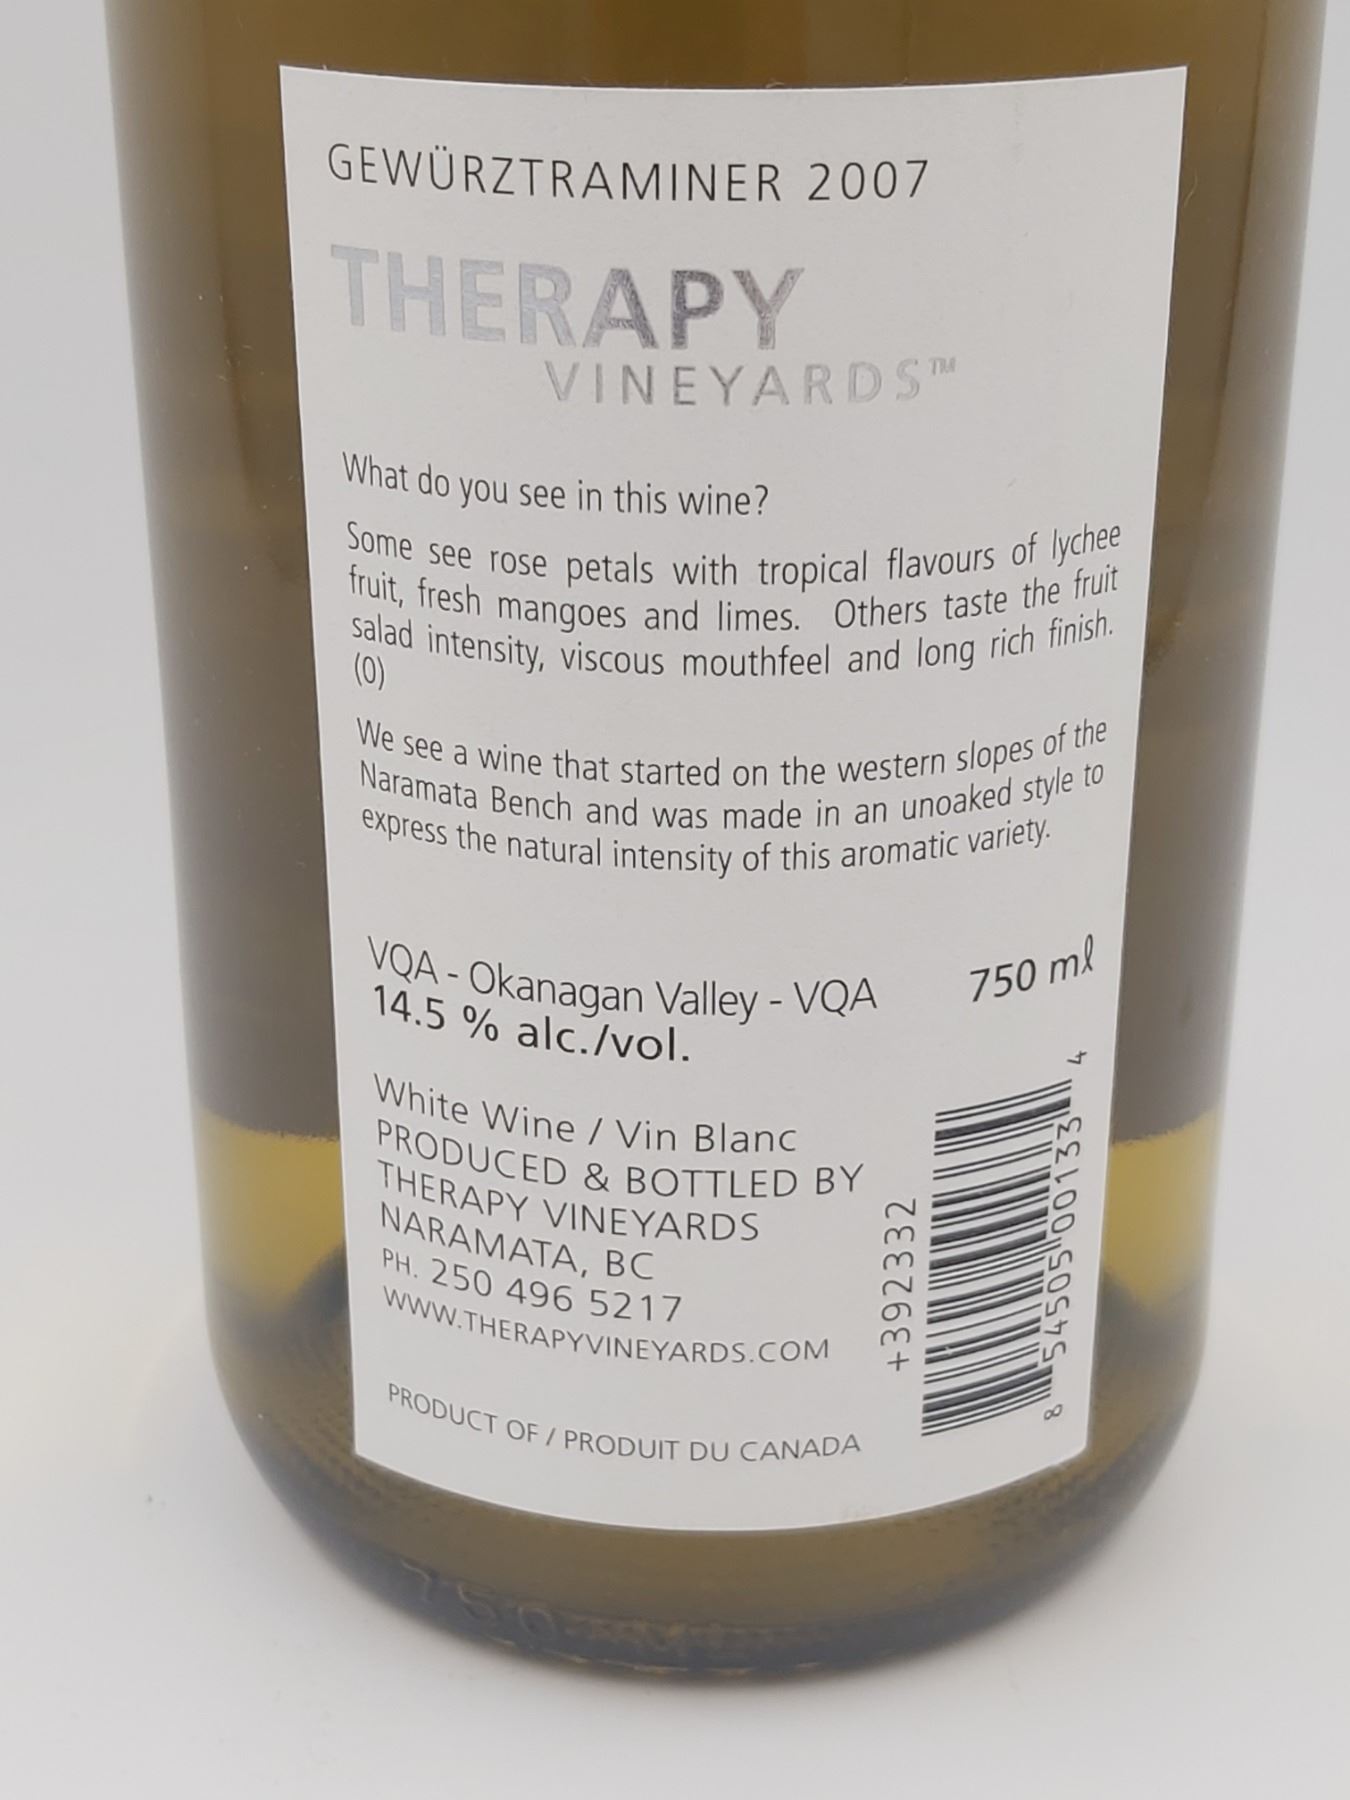 GEWÜRZTRAMINER 2007
THERAPY
VINEYARDS™
What do you see in this wine?
Some see rose petals with tropical flavours of lychee
fruit, fresh mangoes and limes. Others taste the fruit
salad intensity, viscous mouthfeel and long rich finish.
(0)
We see a wine that started on the western slopes of the
Naramata Bench and was made in an unoaked style to
express the natural intensity of this aromatic variety.
VQA - Okanagan Valley - VQA 750 ml
14.5 % alc./vol.
White Wine / Vin Blanc
PRODUCED & BOTTLED BY
THERAPY VINEYARDS
NARAMATA, BC
PH. 250 496 5217
WWW.THERAPYVINEYARDS.COM
PRODUCT OF / PRODUIT DU CANADA
+392332
8 54505 00133 4
750